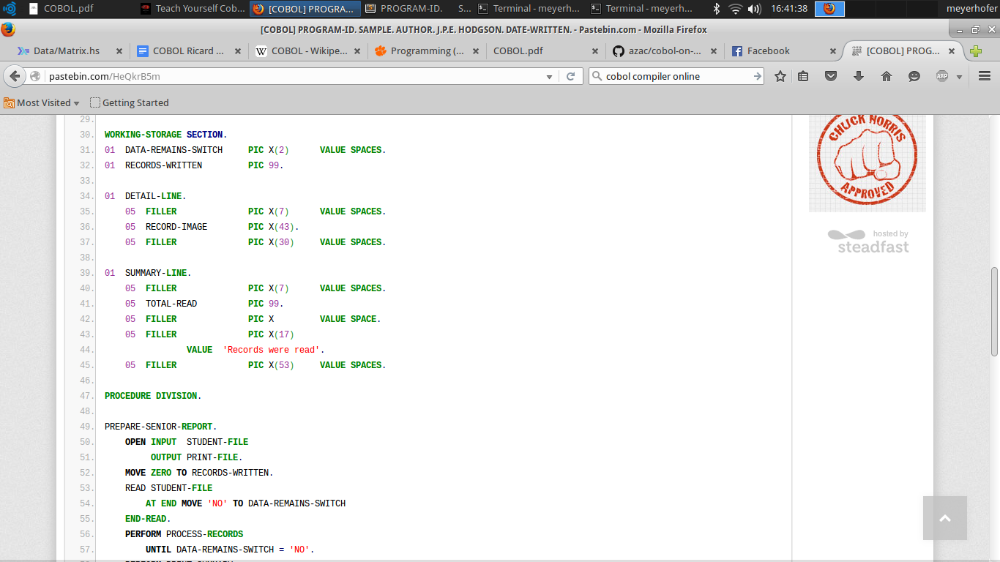 COBOL.pdf Teach Yourself Cob... [COBOL] PROGRA... PROGRAM-ID. S... Terminal - meyerh... Terminal - meyerh... 16:41:38 meyerhofer
[COBOL] PROGRAM-ID. SAMPLE. AUTHOR. J.P.E. HODGSON. DATE-WRITTEN. - Pastebin.com - Mozilla Firefox
Data/Matrix.hs COBOL Ricard ... COBOL - Wikipe... Programming (... COBOL.pdf azac/cobol-on-... Facebook [COBOL] PROG...
pastebin.com/HeQkrB5m cobol compiler online ABP
Most Visited Getting Started
29.
30. WORKING-STORAGE SECTION.
31. 01 DATA-REMAINS-SWITCH PIC X(2) VALUE SPACES.
32. 01 RECORDS-WRITTEN PIC 99.
33.
34. 01 DETAIL-LINE.
35. 05 FILLER PIC X(7) VALUE SPACES.
36. 05 RECORD-IMAGE PIC X(43).
37. 05 FILLER PIC X(30) VALUE SPACES.
38.
39. 01 SUMMARY-LINE.
40. 05 FILLER PIC X(7) VALUE SPACES.
41. 05 TOTAL-READ PIC 99.
42. 05 FILLER PIC X VALUE SPACE.
43. 05 FILLER PIC X(17)
44. VALUE 'Records were read'.
45. 05 FILLER PIC X(53) VALUE SPACES.
46.
47. PROCEDURE DIVISION.
48.
49. PREPARE-SENIOR-REPORT.
50. OPEN INPUT STUDENT-FILE
51. OUTPUT PRINT-FILE.
52. MOVE ZERO TO RECORDS-WRITTEN.
53. READ STUDENT-FILE
54. AT END MOVE 'NO' TO DATA-REMAINS-SWITCH
55. END-READ.
56. PERFORM PROCESS-RECORDS
57. UNTIL DATA-REMAINS-SWITCH = 'NO'.
CHUCK NORRIS
APPROVED
hosted by
steadfast